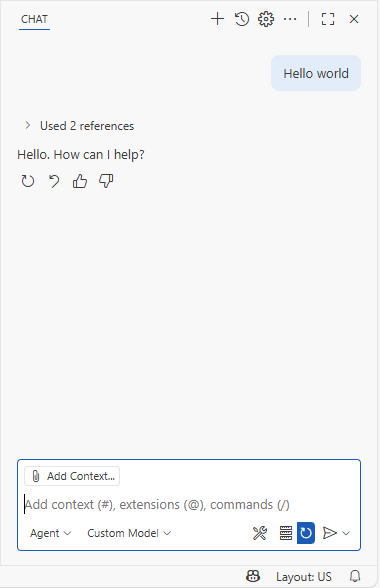 CHAT
Hello world
Used 2 references
Hello. How can I help?
Add Context...
Add context (#), extensions (@), commands (/)
Agent Custom Model
Layout: US